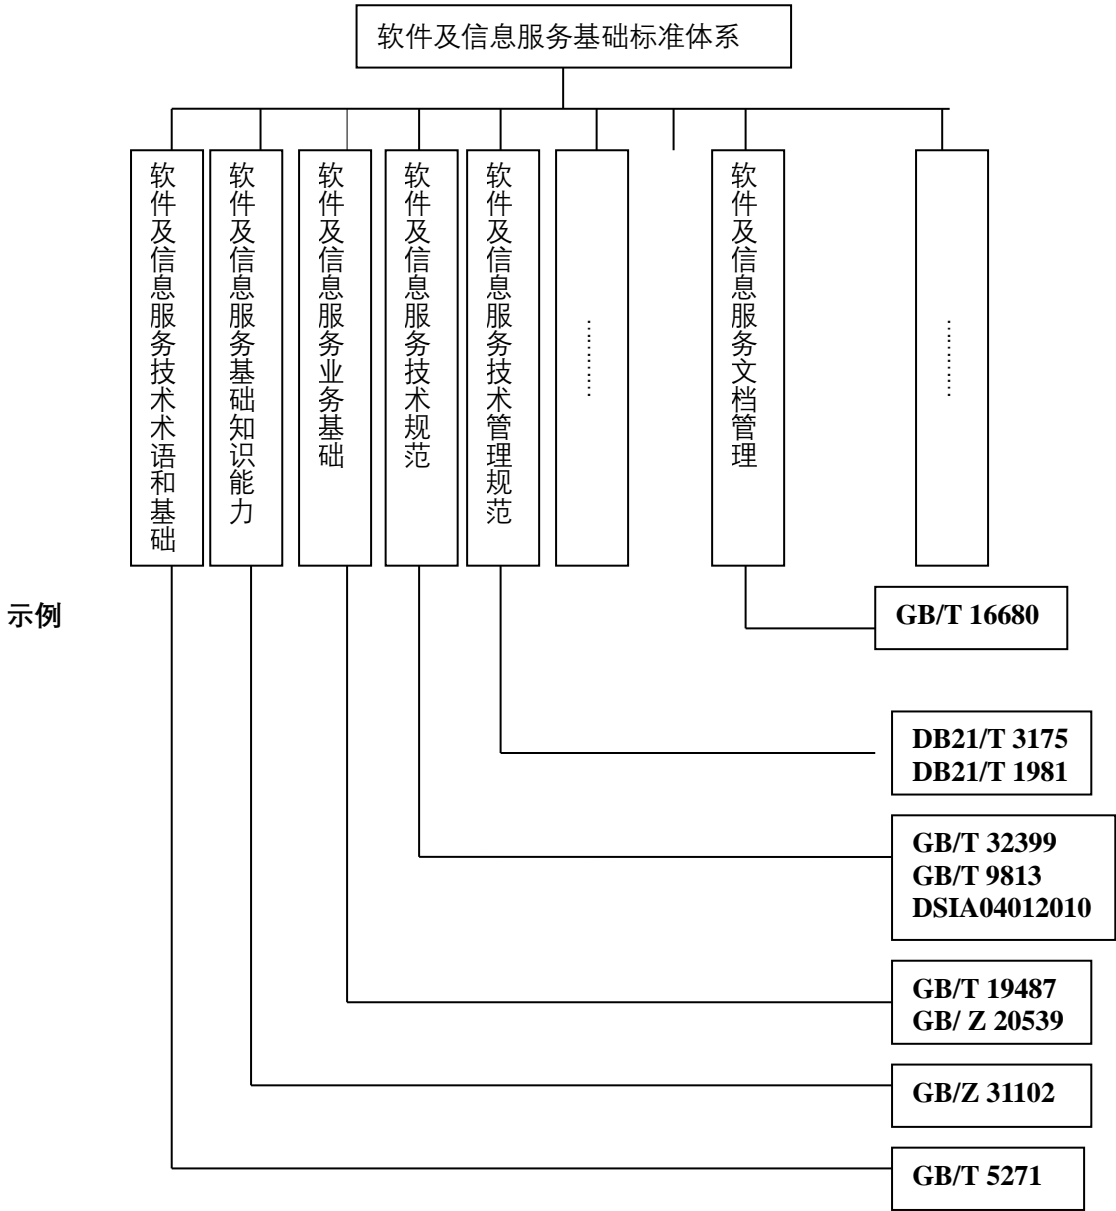 软件及信息服务基础标准体系
软件及信息服务技术术语和基础
软件及信息服务基础知识能力
软件及信息服务业务基础
软件及信息服务技术规范
软件及信息服务技术管理规范
………
软件及信息服务文档管理
………
示例
GB/T 16680
DB21/T 3175
DB21/T 1981
GB/T 32399
GB/T 9813
DSIA04012010
GB/T 19487
GB/ Z 20539
GB/Z 31102
GB/T 5271